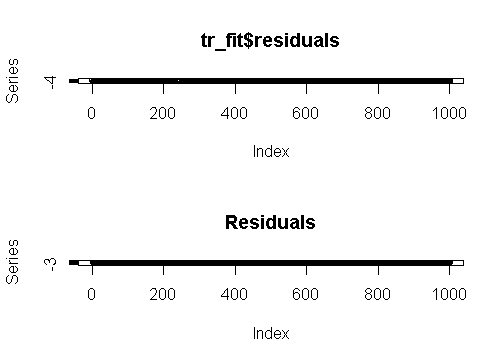 tr_fit$residuals
Series
-4
0 200 400 600 800 1000
Index
Residuals
Series
-3
0 200 400 600 800 1000
Index